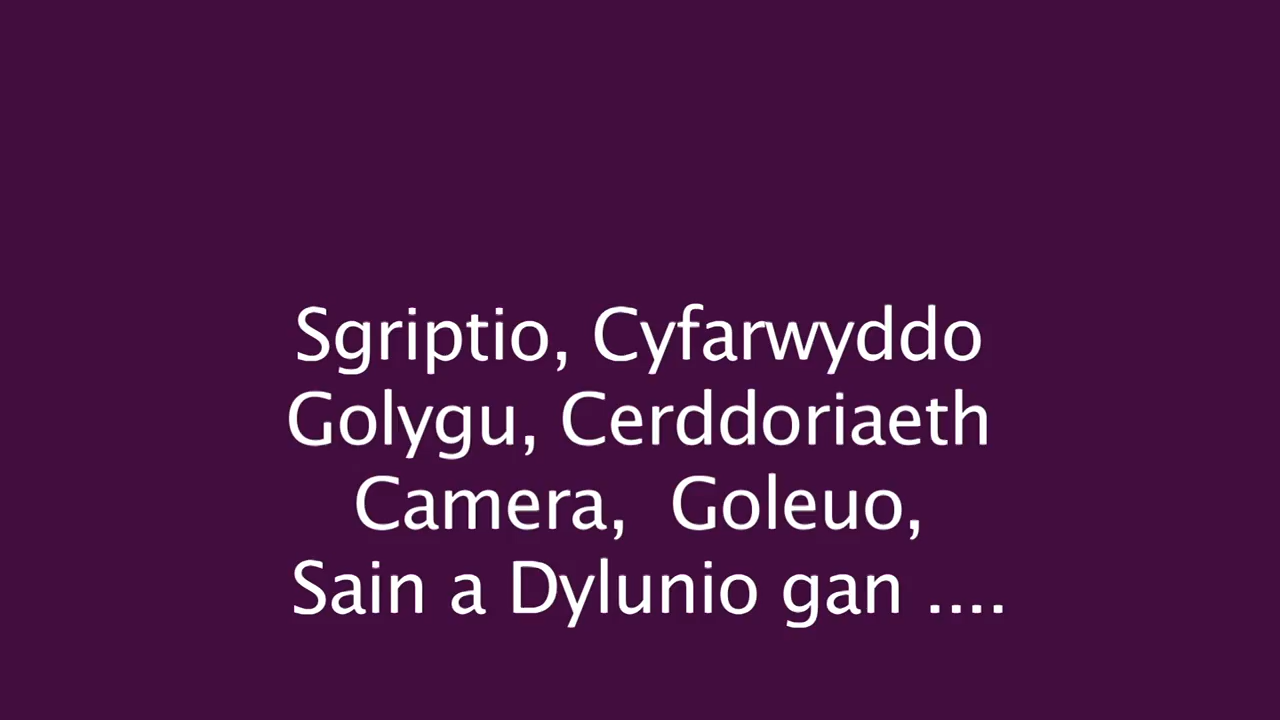 Sgriptio, Cyfarwyddo
Golygu, Cerddoriaeth
Camera,  Goleuo,
Sain a Dylunio gan ....